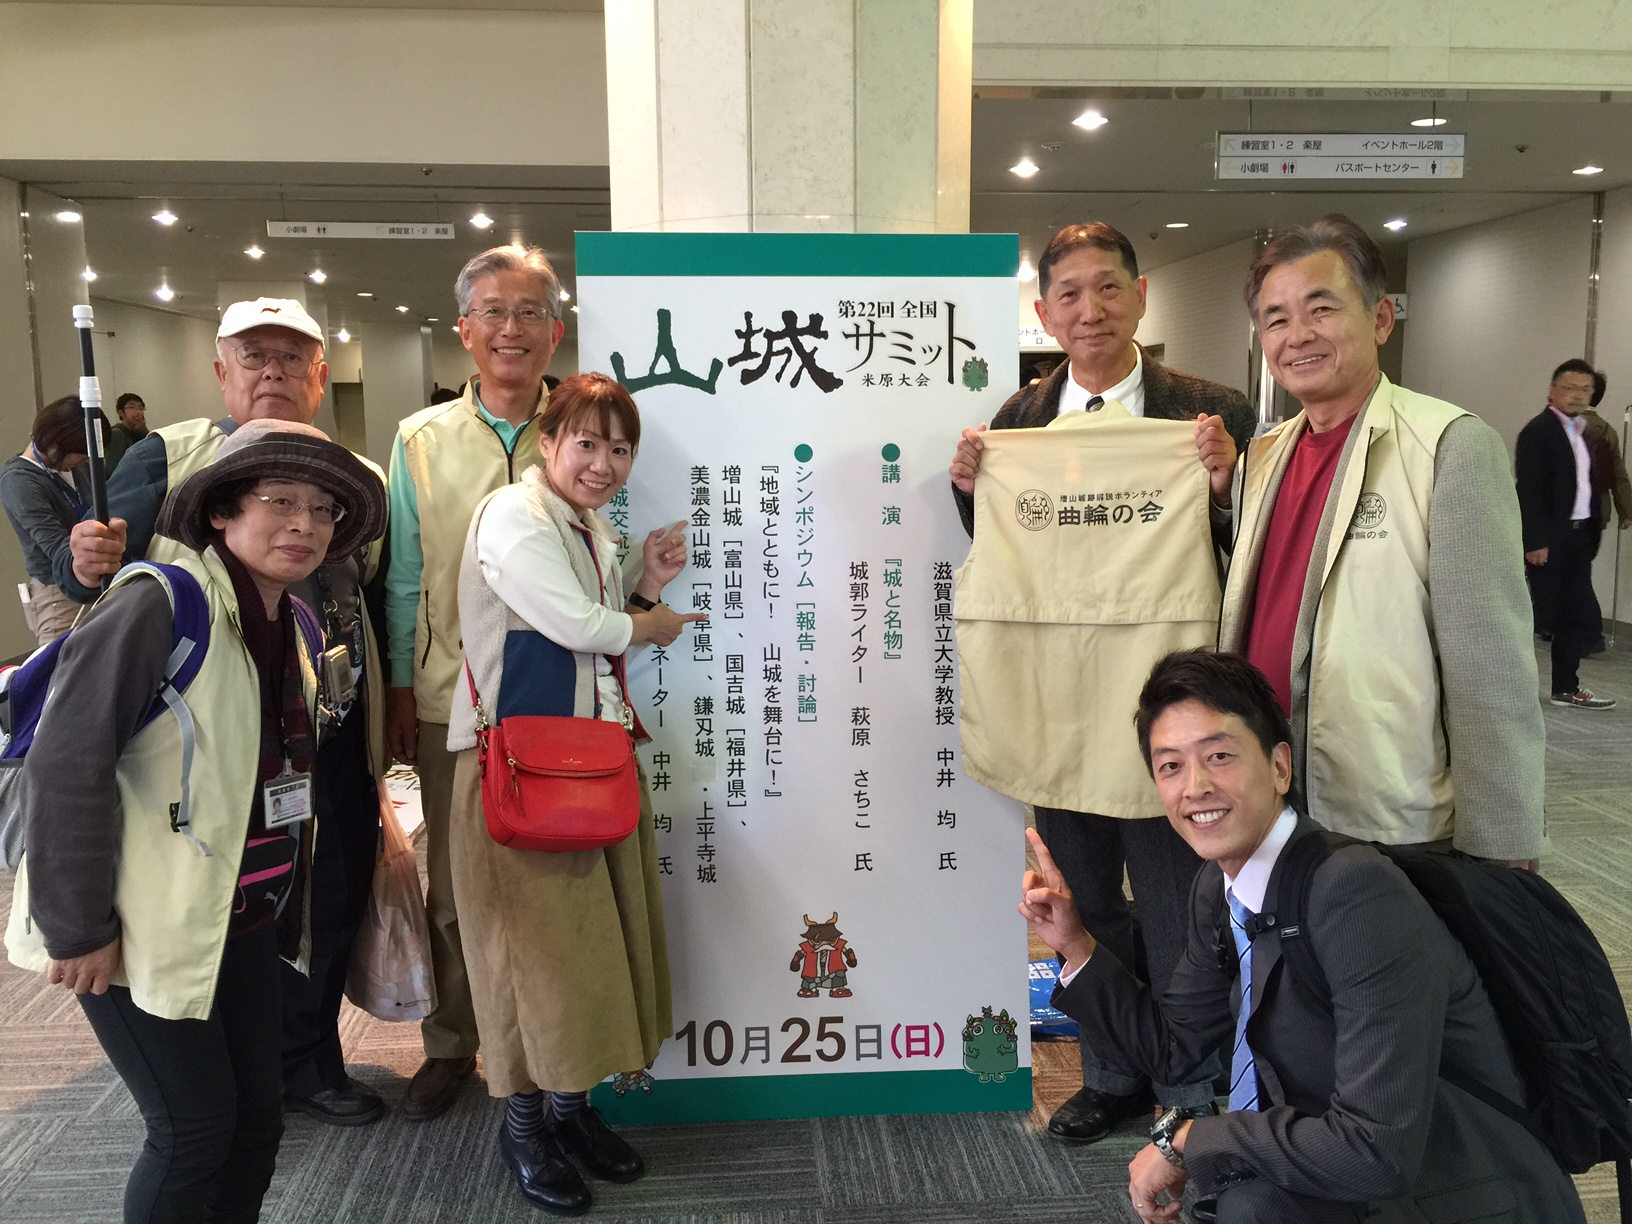 練習室1・2 楽屋 イベントホール2階
小劇場 パスポートセンター
小劇場 練習室1・2 楽屋
第22回 全国
山城サミット
米原大会
●講 演 『城と名物』
滋賀県立大学教授 中井 均 氏
城郭ライター 萩原 さちこ 氏
●シンポジウム [報告・討論]
『地域とともに! 山城を舞台に!』
増山城 [富山県]、国吉城 [福井県]、
美濃金山城 [岐阜県]、鎌刃城 ・上平寺城
ネーター 中井 均 氏
城交流ブ
10月25日(日)
増山城跡解説ボランティア
曲輪の会
曲輪の会